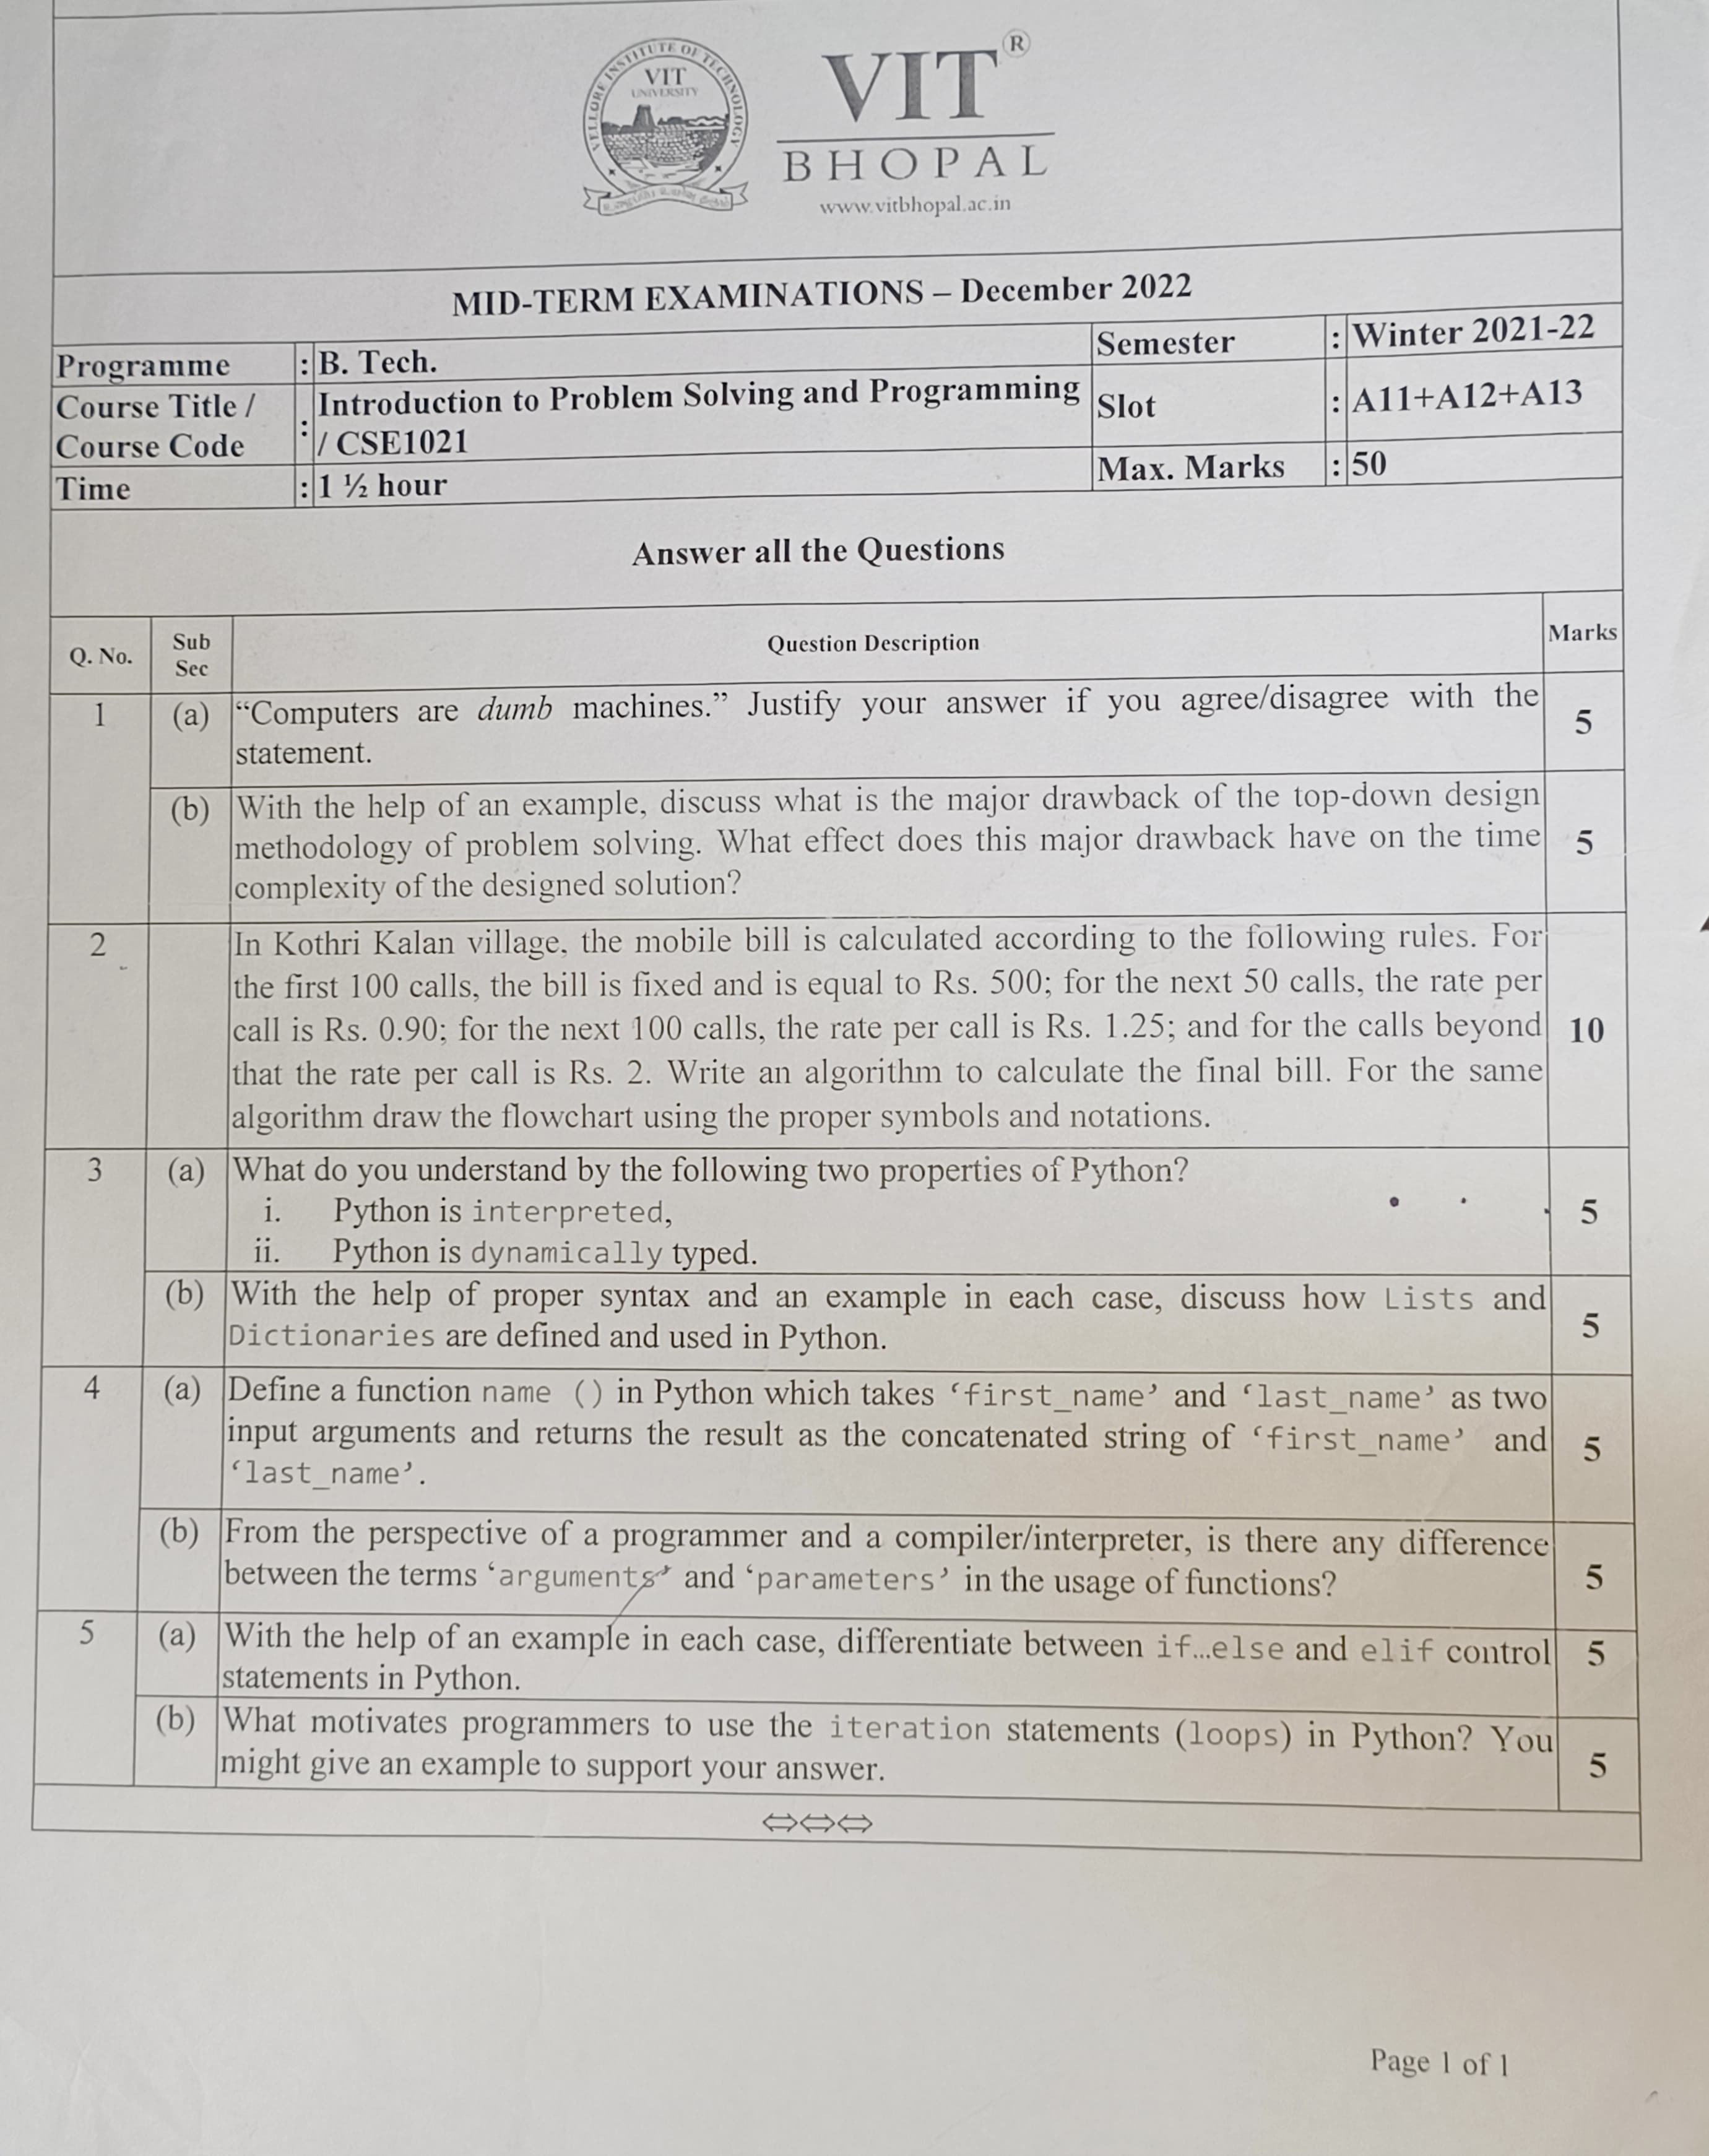 VELLORE INSTITUTE OF TECHNOLOGY
VIT
UNIVERSITY
VIT®
BHOPAL
www.vitbhopal.ac.in
MID-TERM EXAMINATIONS – December 2022
Programme : B. Tech. Semester : Winter 2021-22
Course Title / Course Code : Introduction to Problem Solving and Programming / CSE1021 Slot : A11+A12+A13
Time : 1 ½ hour Max. Marks : 50
Answer all the Questions
Q. No. Sub Sec Question Description Marks
1 (a) “Computers are dumb machines.” Justify your answer if you agree/disagree with the
statement. 5
(b) With the help of an example, discuss what is the major drawback of the top-down design
methodology of problem solving. What effect does this major drawback have on the time 5
complexity of the designed solution?
2 In Kothri Kalan village, the mobile bill is calculated according to the following rules. For
the first 100 calls, the bill is fixed and is equal to Rs. 500; for the next 50 calls, the rate per
call is Rs. 0.90; for the next 100 calls, the rate per call is Rs. 1.25; and for the calls beyond 10
that the rate per call is Rs. 2. Write an algorithm to calculate the final bill. For the same
algorithm draw the flowchart using the proper symbols and notations.
3 (a) What do you understand by the following two properties of Python?
i. Python is interpreted, 5
ii. Python is dynamically typed.
(b) With the help of proper syntax and an example in each case, discuss how Lists and
Dictionaries are defined and used in Python. 5
4 (a) Define a function name () in Python which takes ‘first_name’ and ‘last_name’ as two
input arguments and returns the result as the concatenated string of ‘first_name’ and 5
‘last_name’.
(b) From the perspective of a programmer and a compiler/interpreter, is there any difference
between the terms ‘arguments’ and ‘parameters’ in the usage of functions? 5
5 (a) With the help of an example in each case, differentiate between if…else and elif control 5
statements in Python.
(b) What motivates programmers to use the iteration statements (loops) in Python? You
might give an example to support your answer. 5
⇔⇔⇔
Page 1 of 1